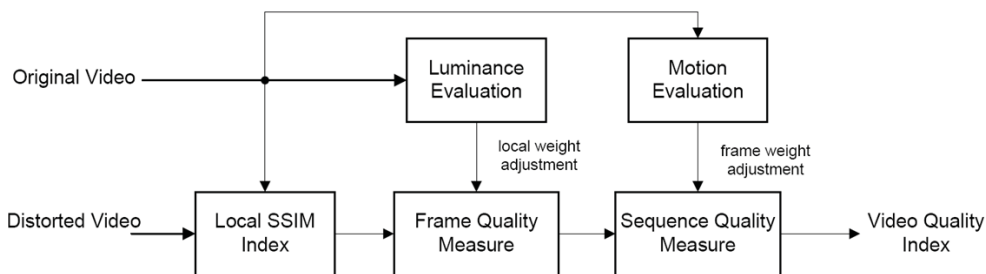 Original Video
Luminance
Evaluation
Motion
Evaluation
local weight
adjustment
frame weight
adjustment
Distorted Video
Local SSIM
Index
Frame Quality
Measure
Sequence Quality
Measure
Video Quality
Index